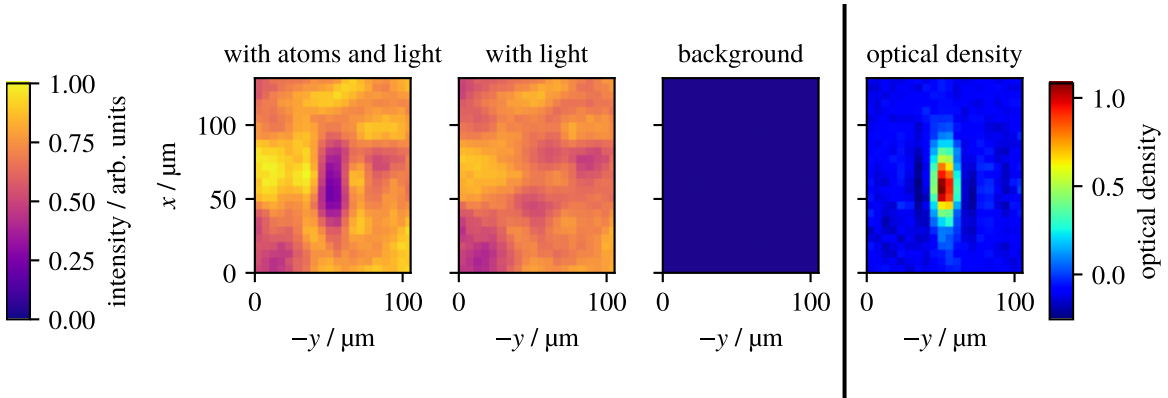 with atoms and light
with light
background
optical density
1.00
0.75
0.50
0.25
0.00
intensity / arb. units
x / µm
100
50
0
0
100
−y / µm
0
100
−y / µm
0
100
−y / µm
0
100
−y / µm
1.0
0.5
0.0
optical density